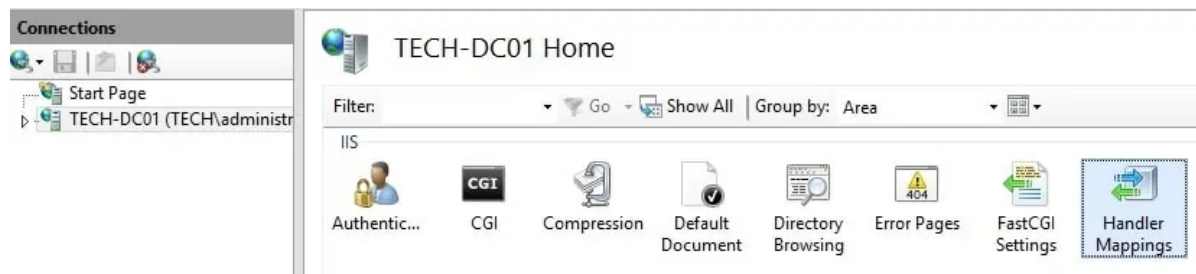 Connections
Start Page
TECH-DC01 (TECH\administr
TECH-DC01 Home
Filter: Go Show All Group by: Area
IIS
Authentic... CGI Compression Default Document Directory Browsing Error Pages FastCGI Settings Handler Mappings
CGI
404